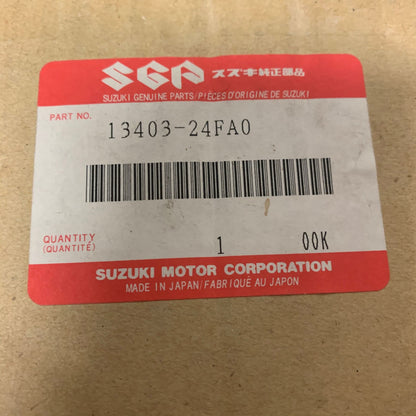 SGP スズキ純正部品
SUZUKI GENUINE PARTS/PIÈCES D'ORIGINE DE SUZUKI
PART NO.
13403-24FA0
QUANTITY
(QUANTITÉ)
1 00K
SUZUKI MOTOR CORPORATION
MADE IN JAPAN/FABRIQUÉ AU JAPON